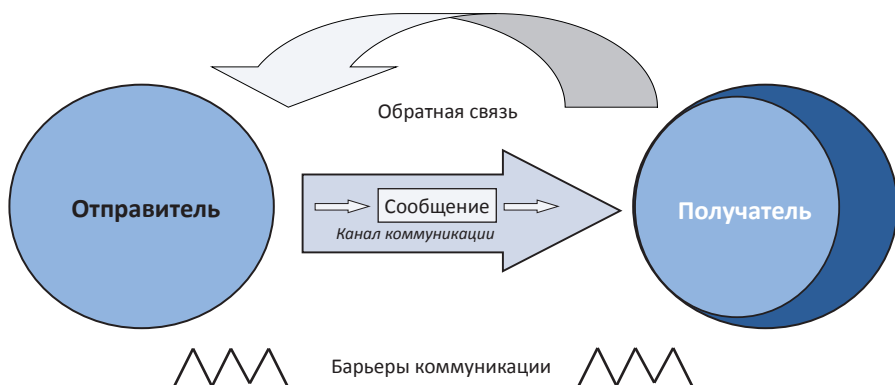 Обратная связь
Отправитель
Сообщение
Канал коммуникации
Получатель
Барьеры коммуникации